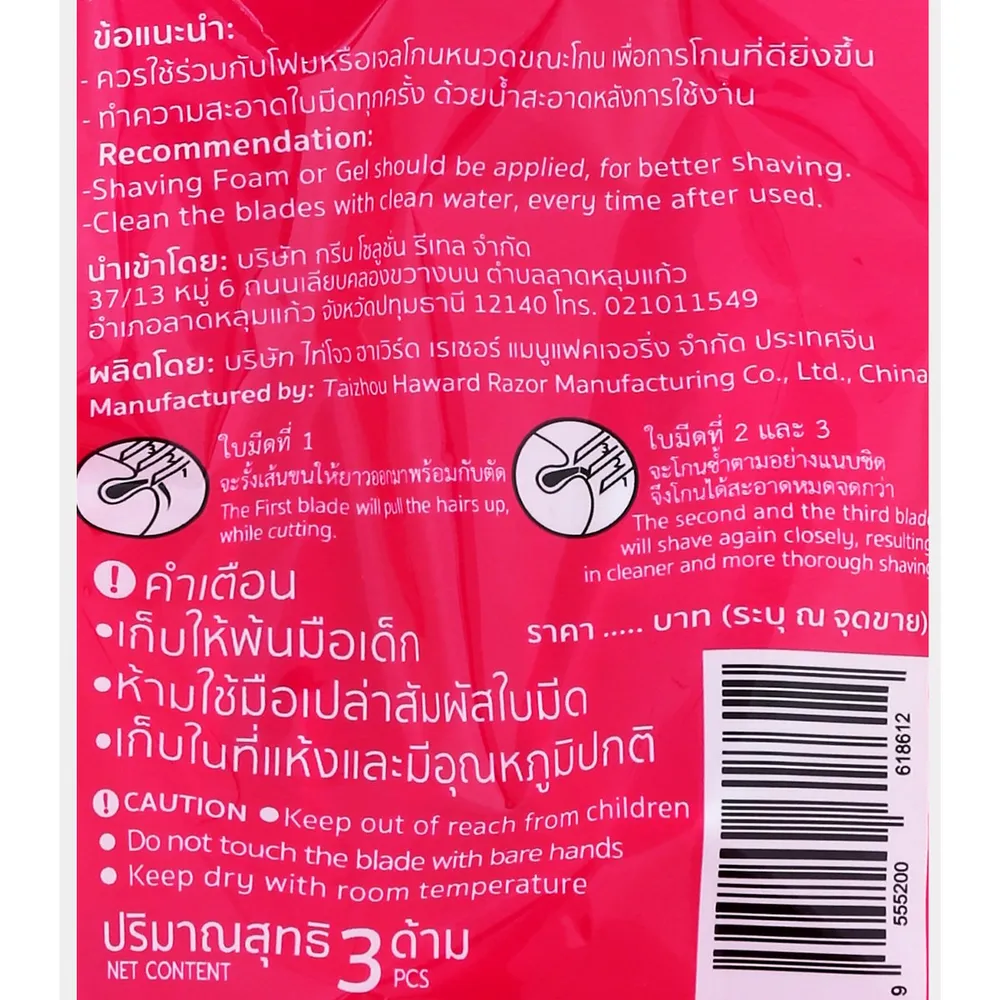 ข้อแนะนำ:
- ควรใช้ร่วมกับโฟมหรือเจลโกนหนวดขณะโกน เพื่อการโกนที่ดียิ่งขึ้น
- ทำความสะอาดใบมีดทุกครั้ง ด้วยน้ำสะอาดหลังการใช้งาน
Recommendation:
-Shaving Foam or Gel should be applied, for better shaving.
-Clean the blades with clean water, every time after used.
นำเข้าโดย: บริษัท กรีน โซลูชั่น รีเทล จำกัด
37/13 หมู่ 6 ถนนเลียบคลองขวางบน ตำบลลาดหลุมแก้ว
อำเภอลาดหลุมแก้ว จังหวัดปทุมธานี 12140 โทร. 021011549
ผลิตโดย: บริษัท ไท่โจว ฮาเวิร์ด เรเซอร์ แมนูแฟคเจอริ่ง จำกัด ประเทศจีน
Manufactured by: Taizhou Haward Razor Manufacturing Co., Ltd., China
ใบมีดที่ 1
จะรั้งเส้นขนให้ยาวออกมาพร้อมกับตัด
The First blade will pull the hairs up,
while cutting.
ใบมีดที่ 2 และ 3
จะโกนซ้ำตามอย่างแนบชิด
จึงโกนได้สะอาดหมดจดกว่า
The second and the third blad
will shave again closely, resulting
in cleaner and more thorough shaving
ราคา ..... บาท (ระบุ ณ จุดขาย)
! คำเตือน
•เก็บให้พ้นมือเด็ก
•ห้ามใช้มือเปล่าสัมผัสใบมีด
•เก็บในที่แห้งและมีอุณหภูมิปกติ
! CAUTION ●Keep out of reach from children
● Do not touch the blade with bare hands
● Keep dry with room temperature
ปริมาณสุทธิ 3 ด้าม
NET CONTENT PCS
9 555200 618612